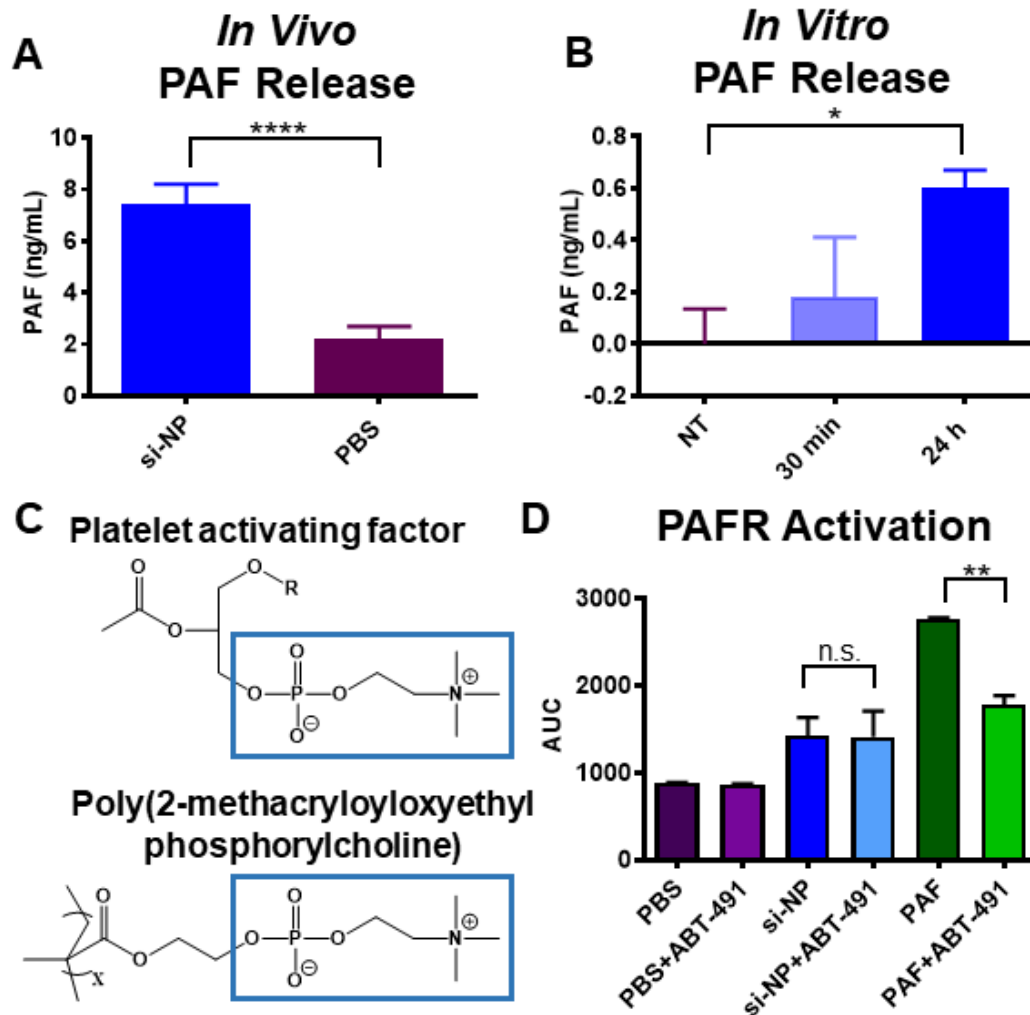 A
In Vivo
PAF Release
****
PAF (ng/mL)
10
8
6
4
2
0
si-NP
PBS
B
In Vitro
PAF Release
*
PAF (ng/mL)
0.8
0.6
0.4
0.2
0.0
-0.2
NT
30 min
24 h
C
Platelet activating factor
O
O
R
O
O
O
P
O
N
⊕
O
⊖
Poly(2-methacryloyloxyethyl
phosphorylcholine)
O
O
O
O
P
O
N
⊕
O
⊖
x
D
PAFR Activation
**
n.s.
AUC
3000
2000
1000
0
PBS
PBS+ABT-491
si-NP
si-NP+ABT-491
PAF
PAF+ABT-491